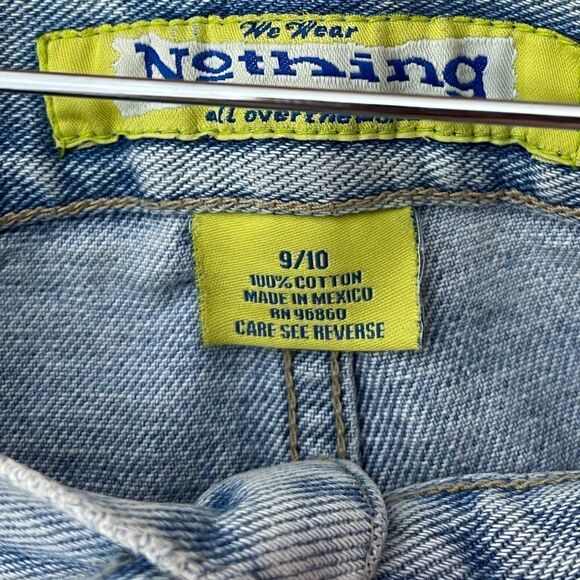 We Wear
Nothing
all over the
9/10
100% COTTON
MADE IN MEXICO
RN 96860
CARE SEE REVERSE